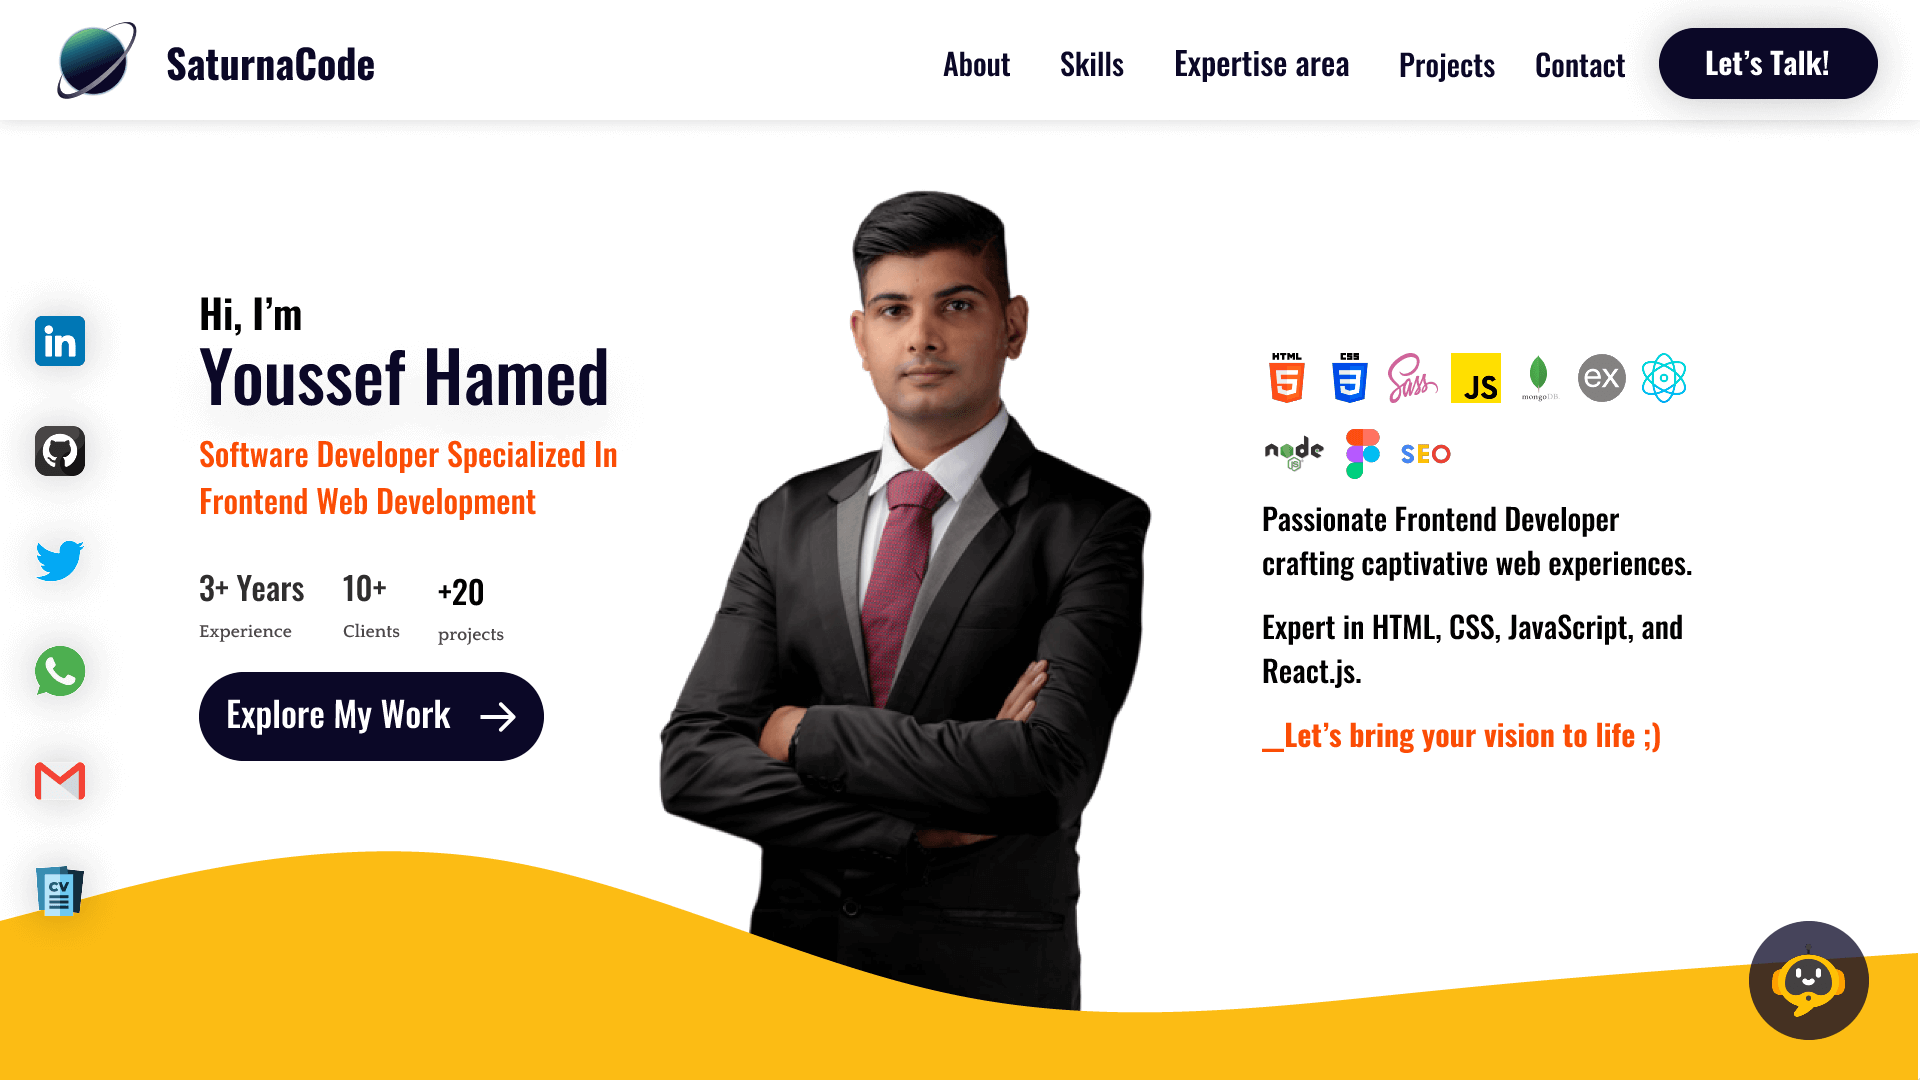 SaturnaCode
About
Skills
Expertise area
Projects
Contact
Let’s Talk!
Hi, I’m
Youssef Hamed
Software Developer Specialized In
Frontend Web Development
3+ Years
Experience
10+
Clients
+20
projects
Explore My Work
in
CV
HTML
5
CSS
3
Sass
JS
mongoDB
ex
node
JS
SEO
Passionate Frontend Developer
crafting captivative web experiences.
Expert in HTML, CSS, JavaScript, and
React.js.
__Let’s bring your vision to life ;)